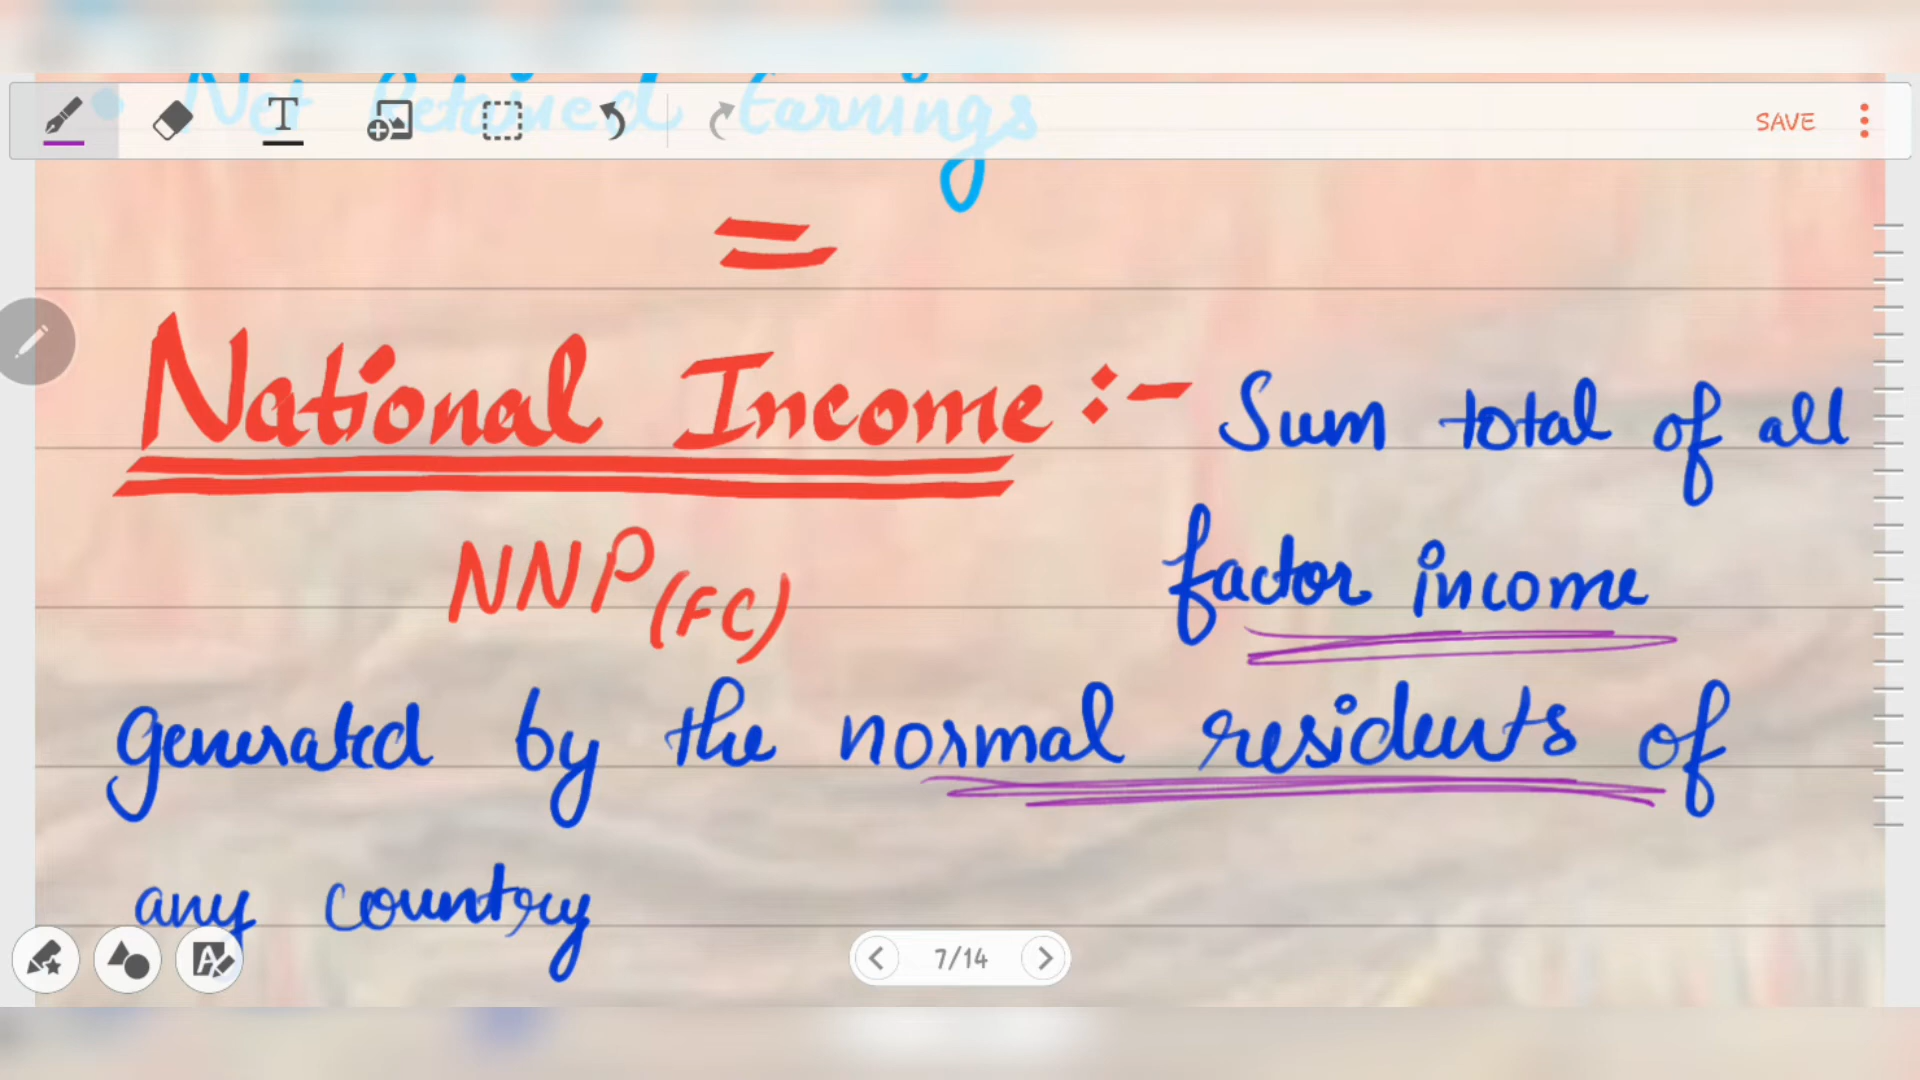 • Net Retained Earnings
SAVE
=
National Income :- Sum total of all
factor income
NNP(FC)
generated by the normal residents of
any country
7/14